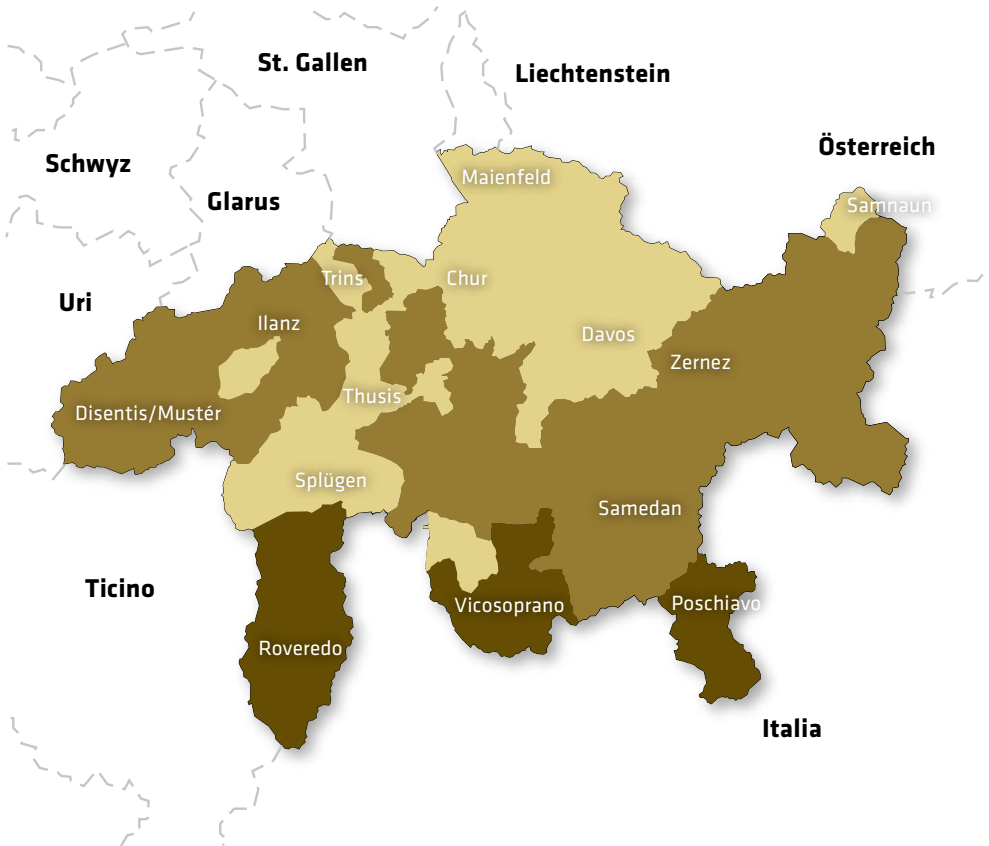 St. Gallen
Liechtenstein
Österreich
Schwyz
Maienfeld
Glarus
Samnaun
Trins
Chur
Uri
Ilanz
Davos
Zernez
Thusis
Disentis/Mustér
Splügen
Samedan
Ticino
Vicosoprano
Poschiavo
Roveredo
Italia